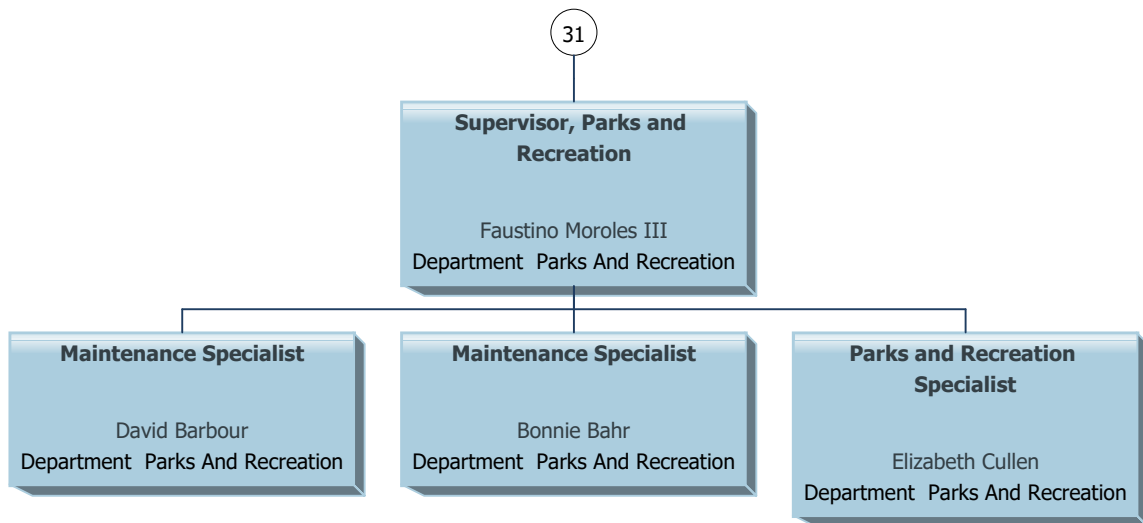 31
Supervisor, Parks and
Recreation
Faustino Moroles III
Department  Parks And Recreation
Maintenance Specialist
David Barbour
Department  Parks And Recreation
Maintenance Specialist
Bonnie Bahr
Department  Parks And Recreation
Parks and Recreation
Specialist
Elizabeth Cullen
Department  Parks And Recreation